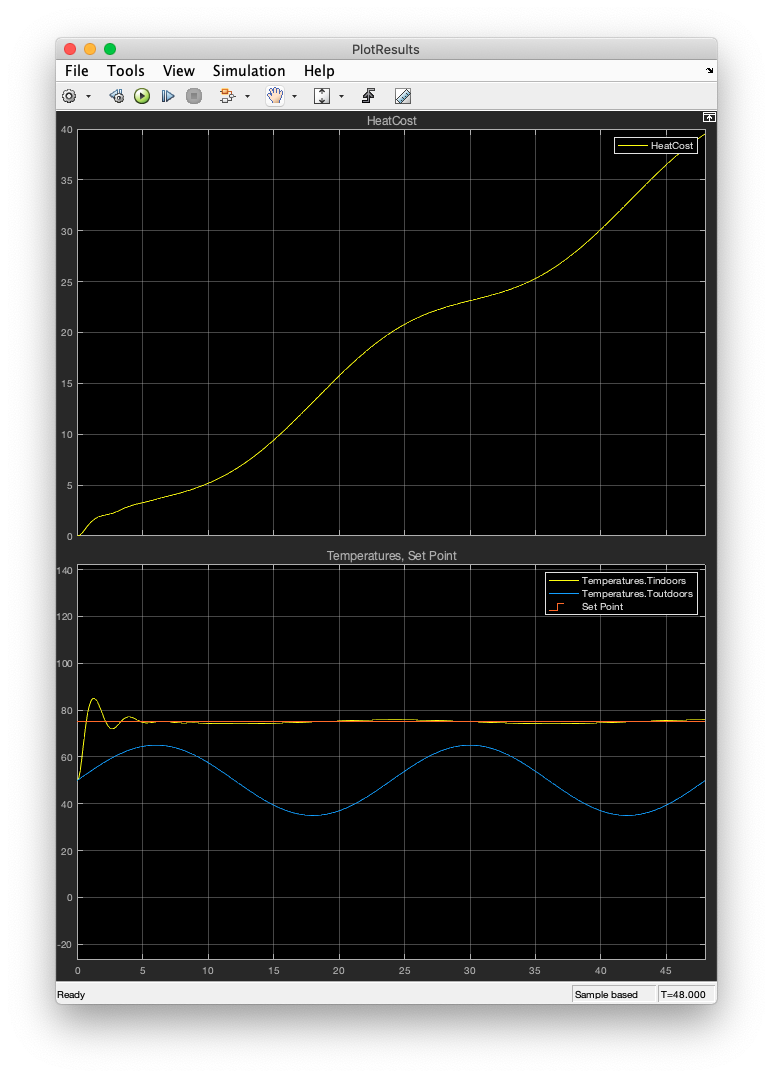 PlotResults
File Tools View Simulation Help
HeatCost
HeatCost
40
35
30
25
20
15
10
5
0
Temperatures, Set Point
Temperatures.Tindoors
Temperatures.Toutdoors
Set Point
140
120
100
80
60
40
20
0
-20
0 5 10 15 20 25 30 35 40 45
Ready Sample based T=48.000